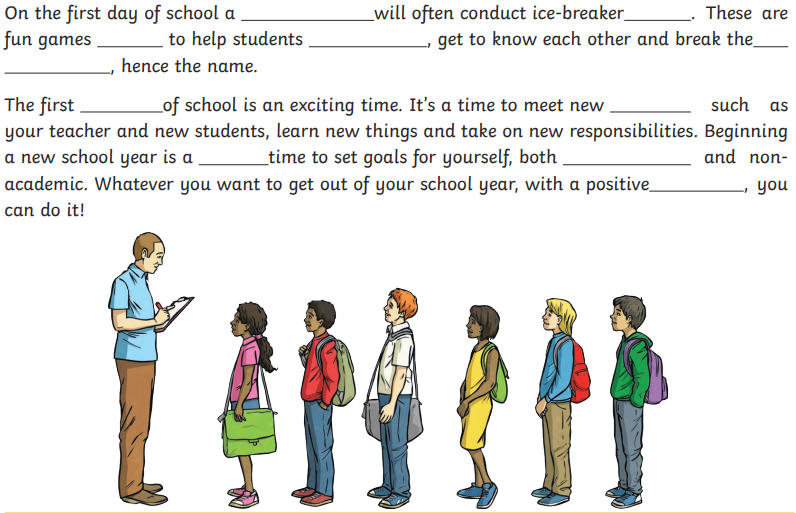 On the first day of school a ______________will often conduct ice-breaker_______. These are
fun games _______ to help students _____________, get to know each other and break the____
___________, hence the name.
The first _________of school is an exciting time. It's a time to meet new _________ such as
your teacher and new students, learn new things and take on new responsibilities. Beginning
a new school year is a ________time to set goals for yourself, both ______________ and non-
academic. Whatever you want to get out of your school year, with a positive__________, you
can do it!